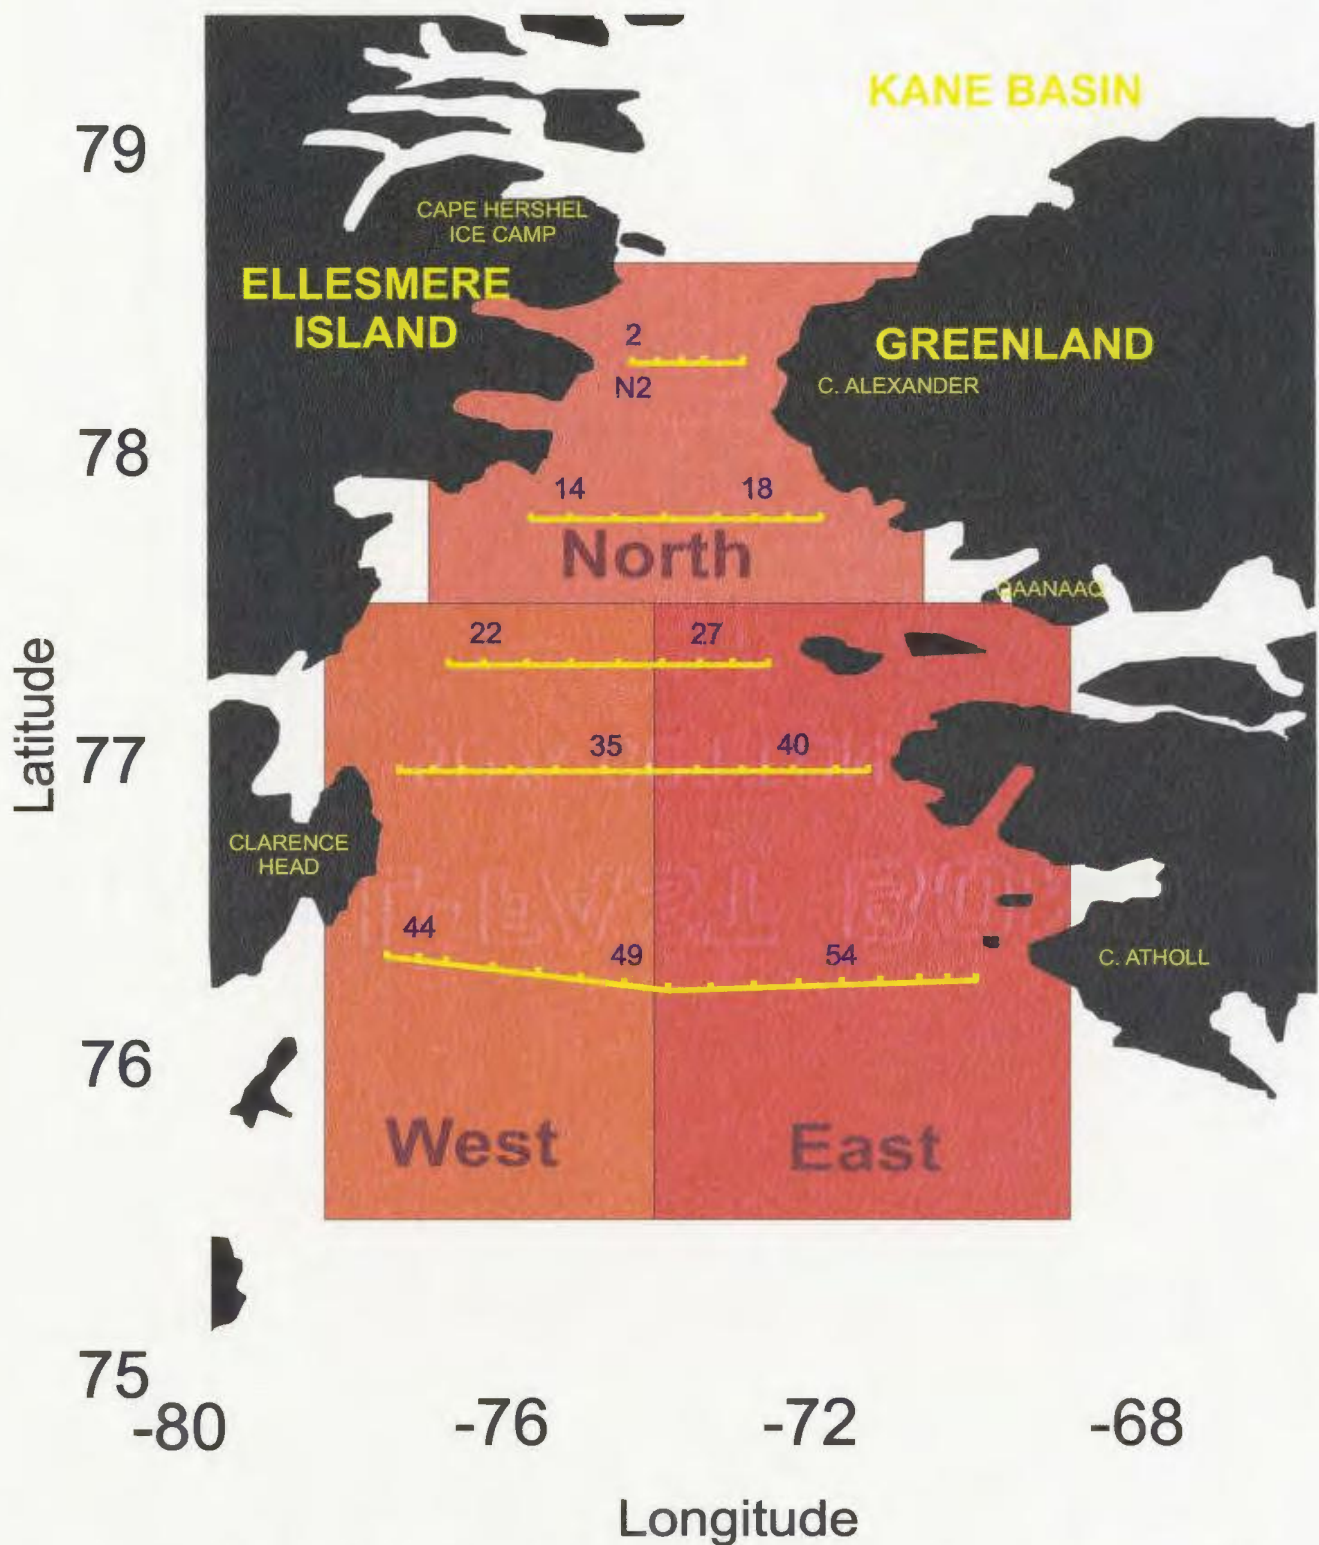 KANE BASIN
79
CAPE HERSHEL
ICE CAMP
ELLESMERE
ISLAND
2
GREENLAND
N2
C. ALEXANDER
78
14
18
North
QAANAAQ
22
27
Latitude
77
35
40
CLARENCE
HEAD
44
49
54
C. ATHOLL
76
West
East
75
-80
-76
-72
-68
Longitude